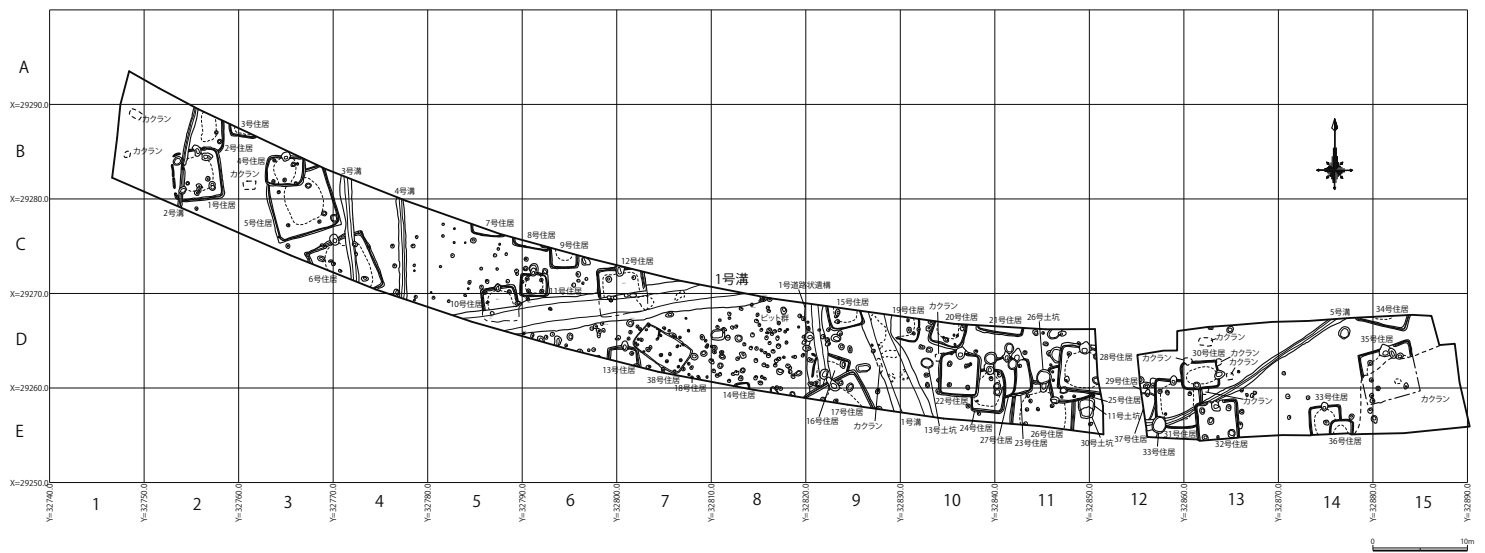 A
X=29290.0
カクラン
カクラン
3号住居
B
2号住居
4号住居
カクラン
3号溝
4号溝
1号住居
2号溝
X=29280.0
5号住居
7号住居
8号住居
9号住居
C
12号住居
6号住居
1号溝
1号道路状遺構
11号住居
10号住居
X=29270.0
15号住居
19号住居
カクラン
20号住居
21号住居
26号土坑
5号溝
34号住居
ピット群
D
カクラン
35号住居
28号住居
カクラン
30号住居
カクラン
カクラン
13号住居
38号住居
18号住居
14号住居
29号住居
X=29260.0
16号住居
17号住居
カクラン
1号溝
13号土坑
22号住居
24号住居
27号住居
23号住居
26号住居
25号住居
11号土坑
30号土坑
37号住居
33号住居
31号住居
32号住居
カクラン
33号住居
36号住居
カクラン
E
X=29250.0
Y=32740.0
1
Y=32750.0
2
Y=32760.0
3
Y=32770.0
4
Y=32780.0
5
Y=32790.0
6
Y=32800.0
7
Y=32810.0
8
Y=32820.0
9
Y=32830.0
10
Y=32840.0
11
Y=32850.0
12
Y=32860.0
13
Y=32870.0
14
Y=32880.0
15
Y=32890.0
0 10m